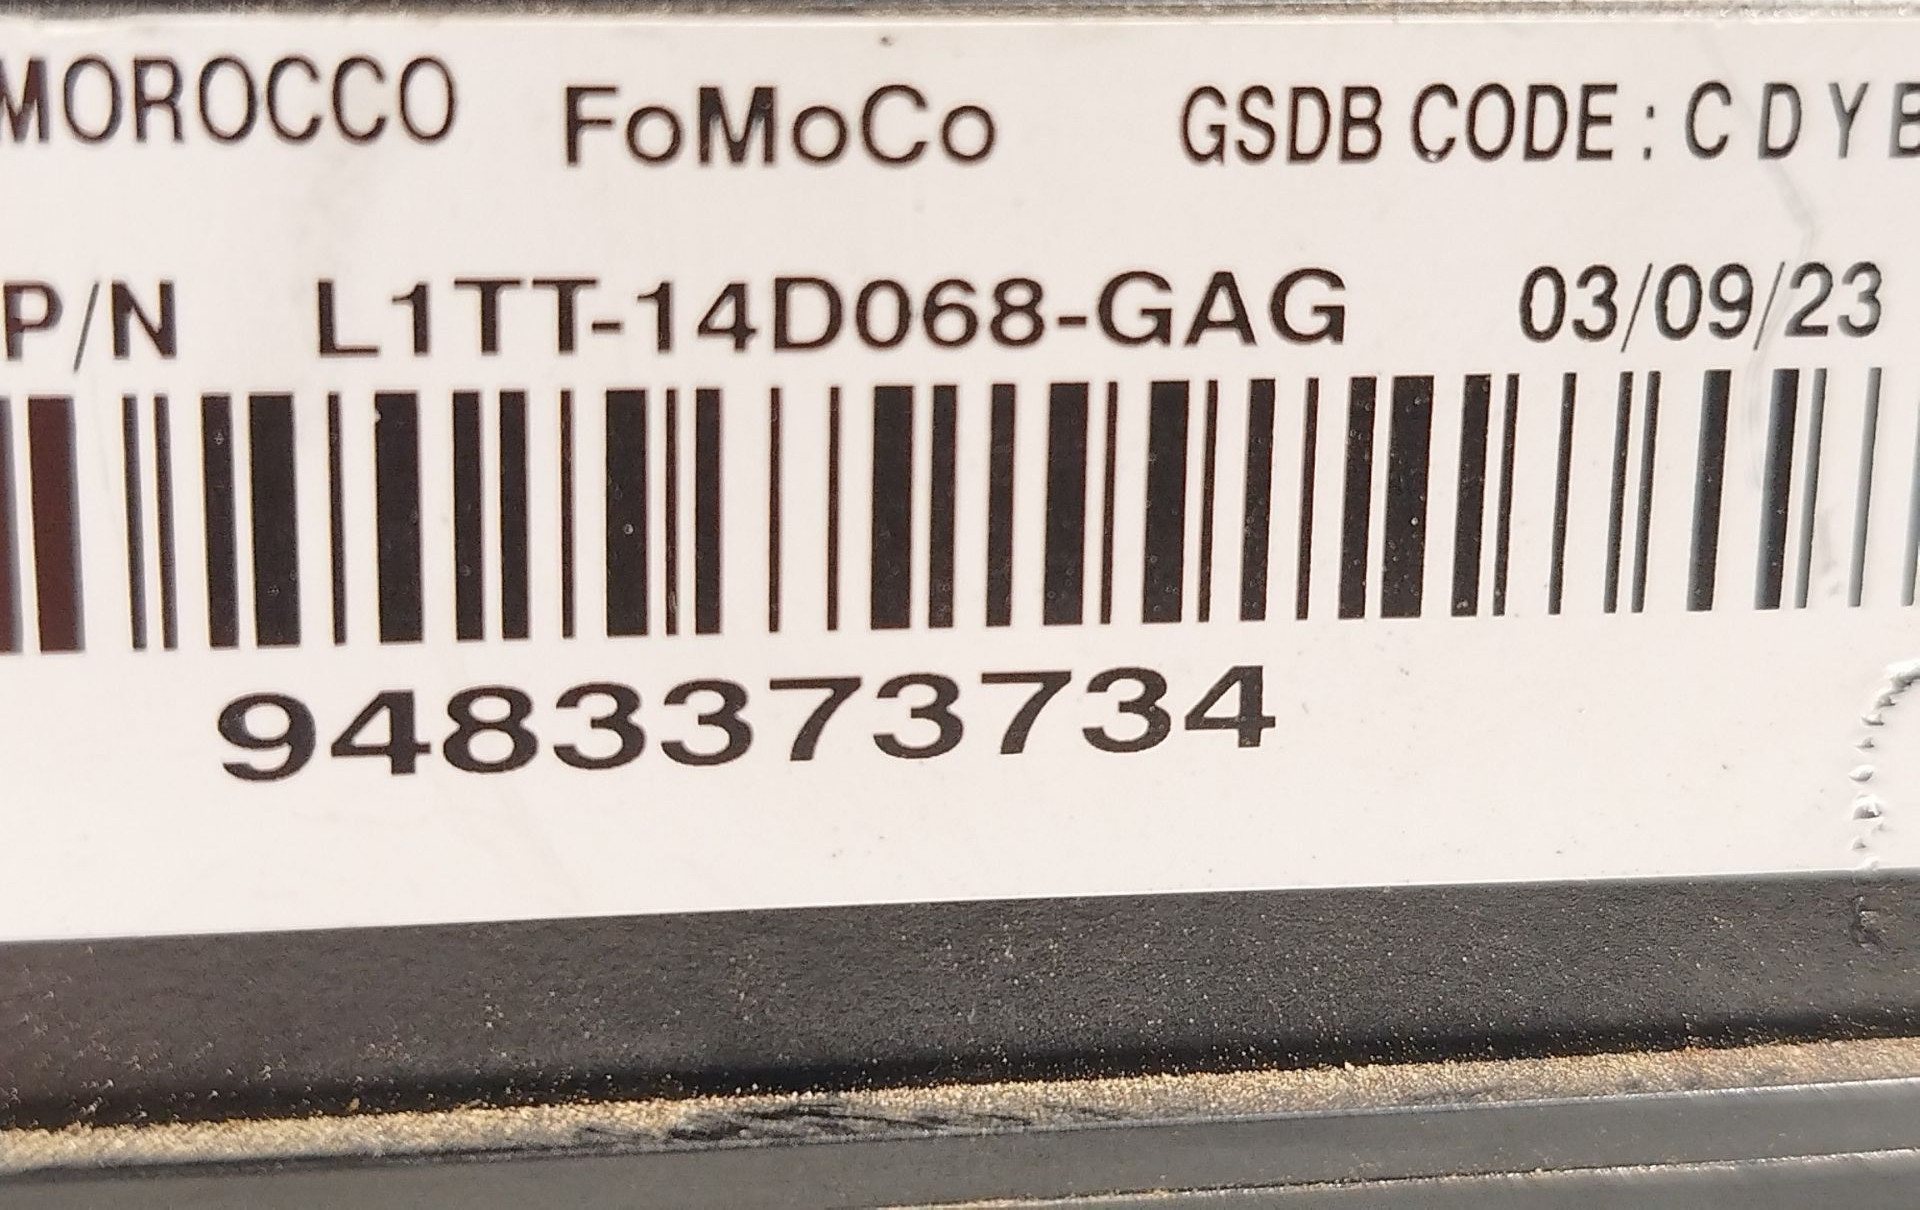 MOROCCO FoMoCo GSDB CODE : C D Y B
P/N L1TT-14D068-GAG 03/09/23
9483373734